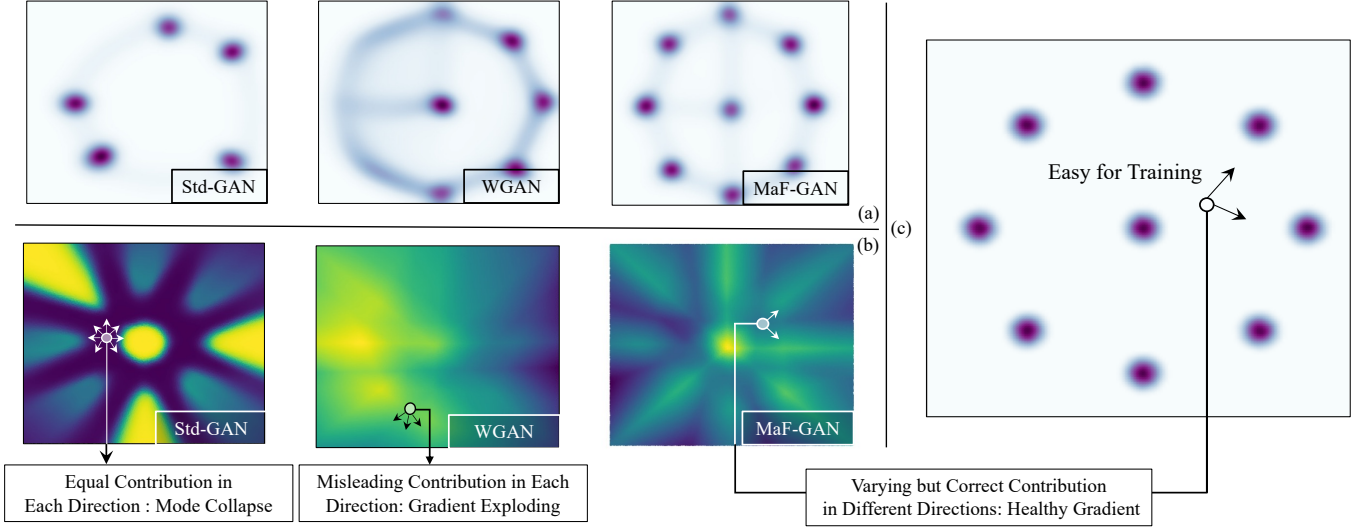 Std-GAN
WGAN
MaF-GAN
(a)
(b)
Std-GAN
WGAN
MaF-GAN
Equal Contribution in
Each Direction : Mode Collapse
Misleading Contribution in Each
Direction: Gradient Exploding
(c)
Easy for Training
Varying but Correct Contribution
in Different Directions: Healthy Gradient